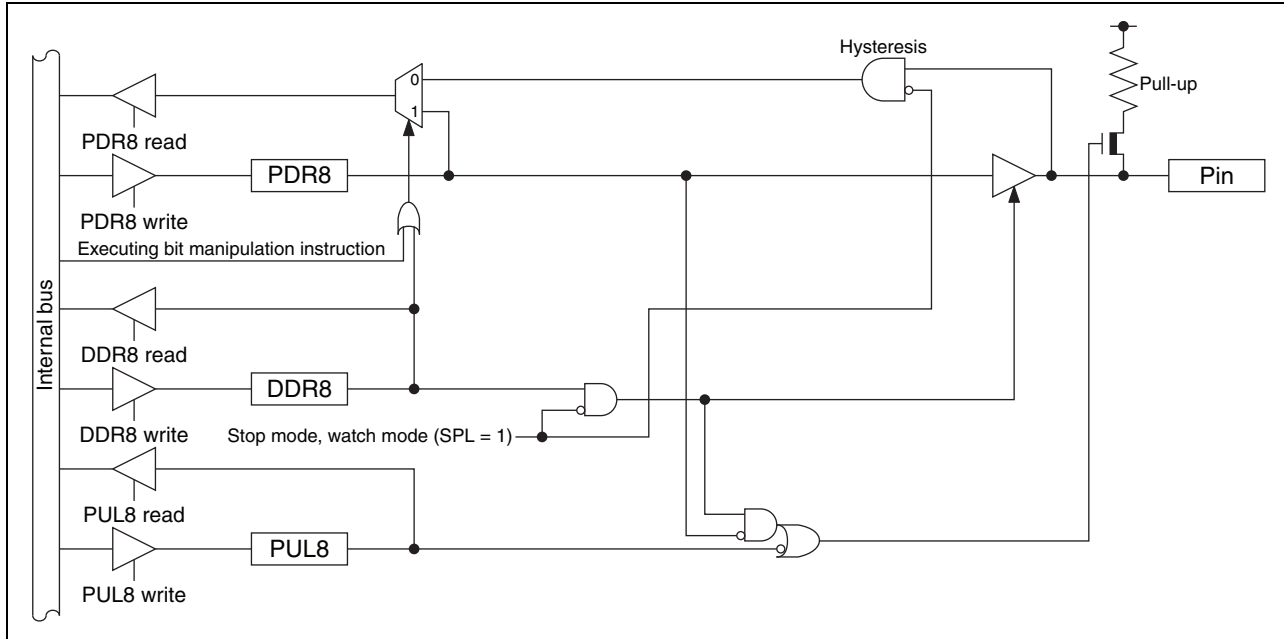 Hysteresis
0
Pull-up
1
PDR8 read
PDR8
Pin
PDR8 write
Executing bit manipulation instruction
Internal bus
DDR8 read
DDR8
DDR8 write
Stop mode, watch mode (SPL = 1)
PUL8 read
PUL8
PUL8 write